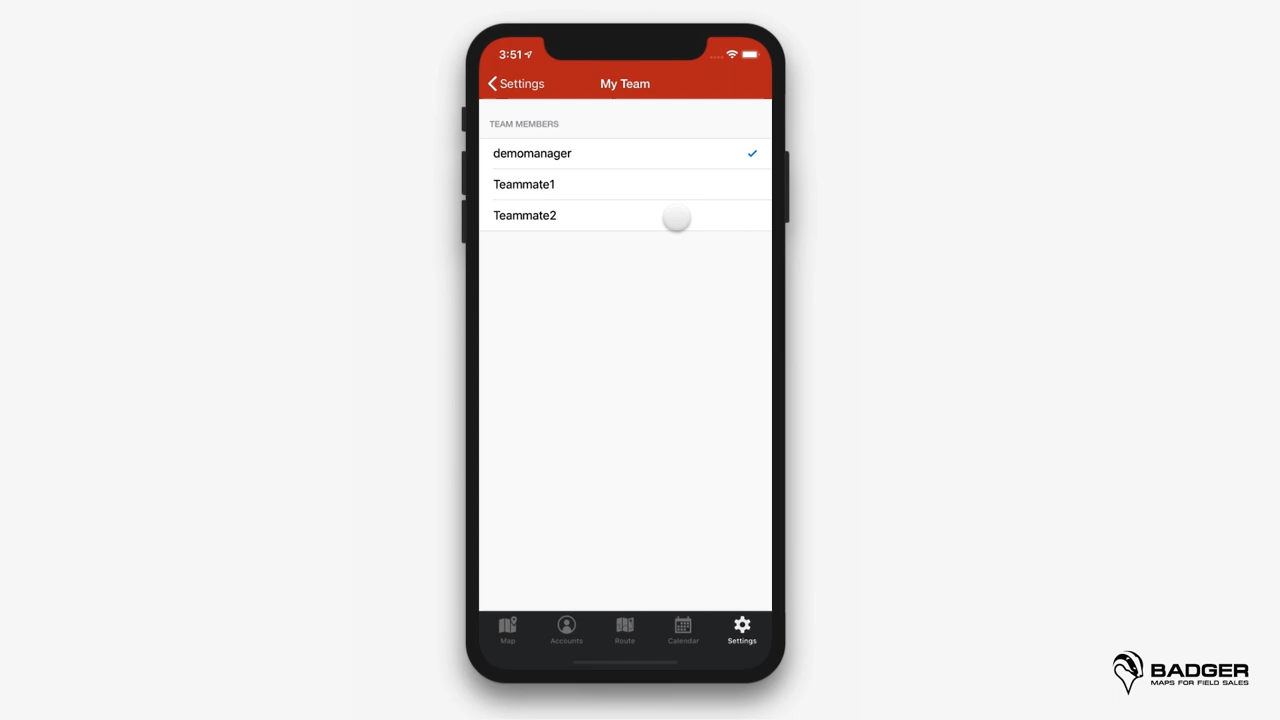 3:51
Settings
My Team
TEAM MEMBERS
demomanager
Teammate1
Teammate2
Map
Accounts
Route
Calendar
Settings
BADGER
MAPS FOR FIELD SALES